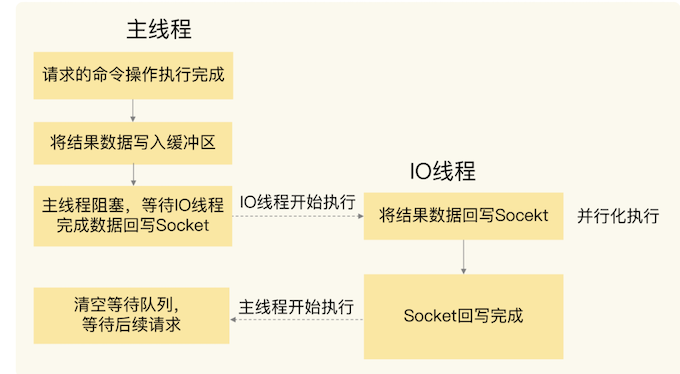 主线程
请求的命令操作执行完成
将结果数据写入缓冲区
IO线程
主线程阻塞，等待IO线程
完成数据回写Socket
IO线程开始执行
将结果数据回写Socekt
并行化执行
清空等待队列，
等待后续请求
主线程开始执行
Socket回写完成